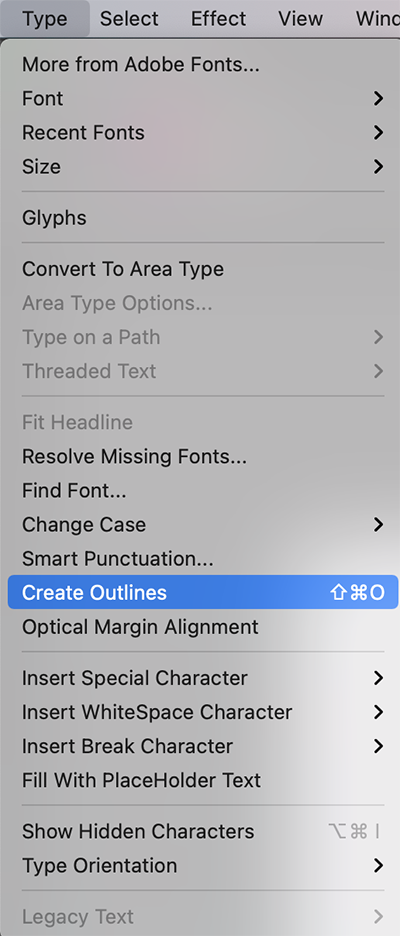 Type Select Effect View Wind
More from Adobe Fonts...
Font
Recent Fonts
Size
Glyphs
Convert To Area Type
Area Type Options...
Type on a Path
Threaded Text
Fit Headline
Resolve Missing Fonts...
Find Font...
Change Case
Smart Punctuation...
Create Outlines ⇧⌘O
Optical Margin Alignment
Insert Special Character
Insert WhiteSpace Character
Insert Break Character
Fill With PlaceHolder Text
Show Hidden Characters ⌥⌘I
Type Orientation
Legacy Text